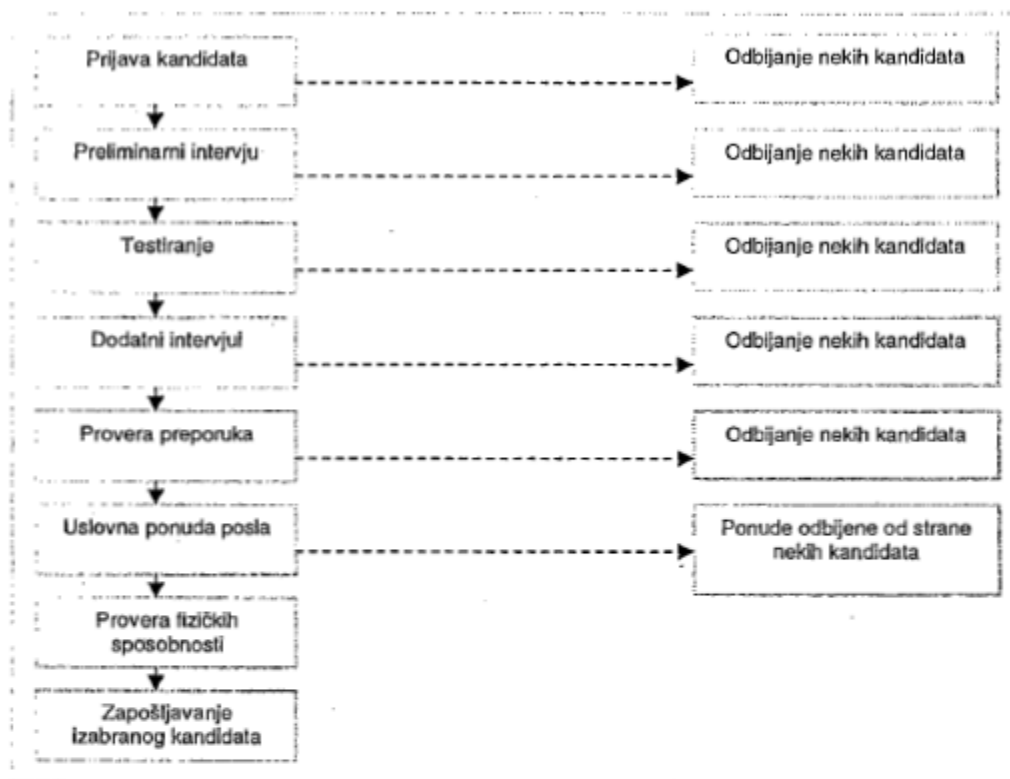 Prijava kandidata
Odbijanje nekih kandidata
Preliminarni intervju
Odbijanje nekih kandidata
Testiranje
Odbijanje nekih kandidata
Dodatni intervjuI
Odbijanje nekih kandidata
Provera preporuka
Odbijanje nekih kandidata
Uslovna ponuda posla
Ponude odbijene od strane
nekih kandidata
Provera fizičkih
sposobnosti
Zapošljavanje
izabranog kandidata